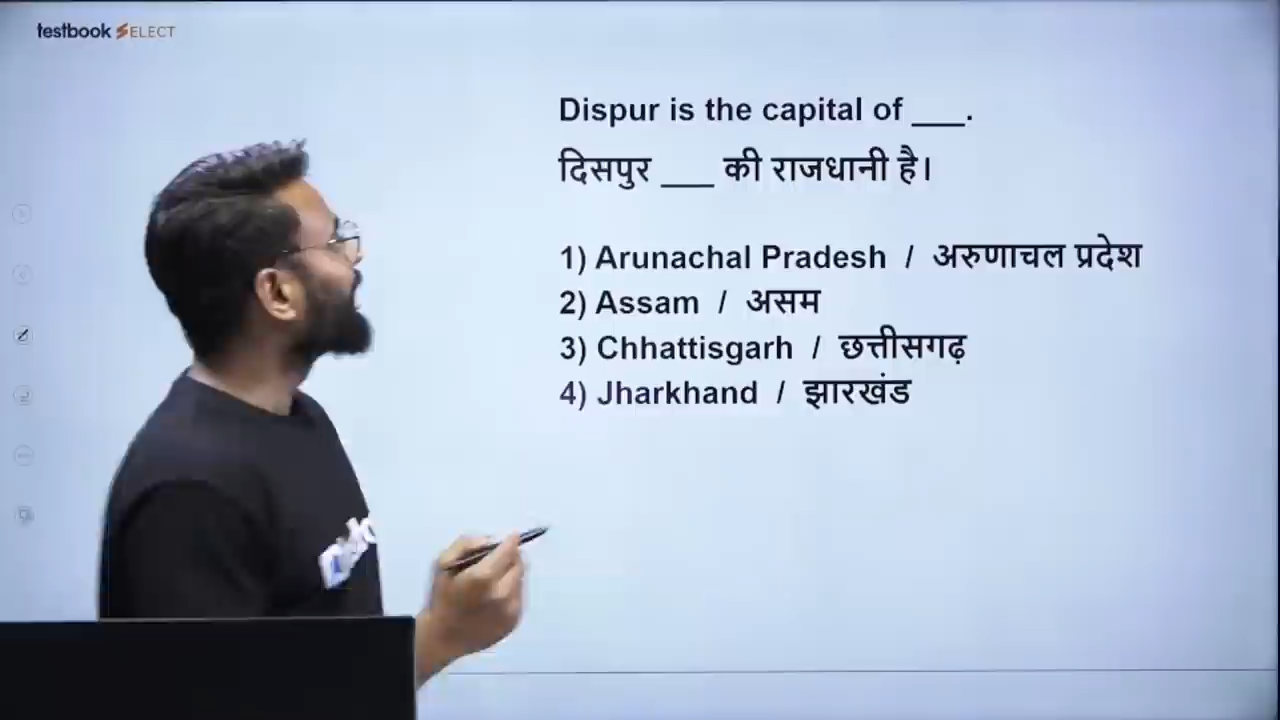 testbook SELECT
Dispur is the capital of ___.
दिसपुर ___ की राजधानी है।
1) Arunachal Pradesh / अरुणाचल प्रदेश
2) Assam / असम
3) Chhattisgarh / छत्तीसगढ़
4) Jharkhand / झारखंड